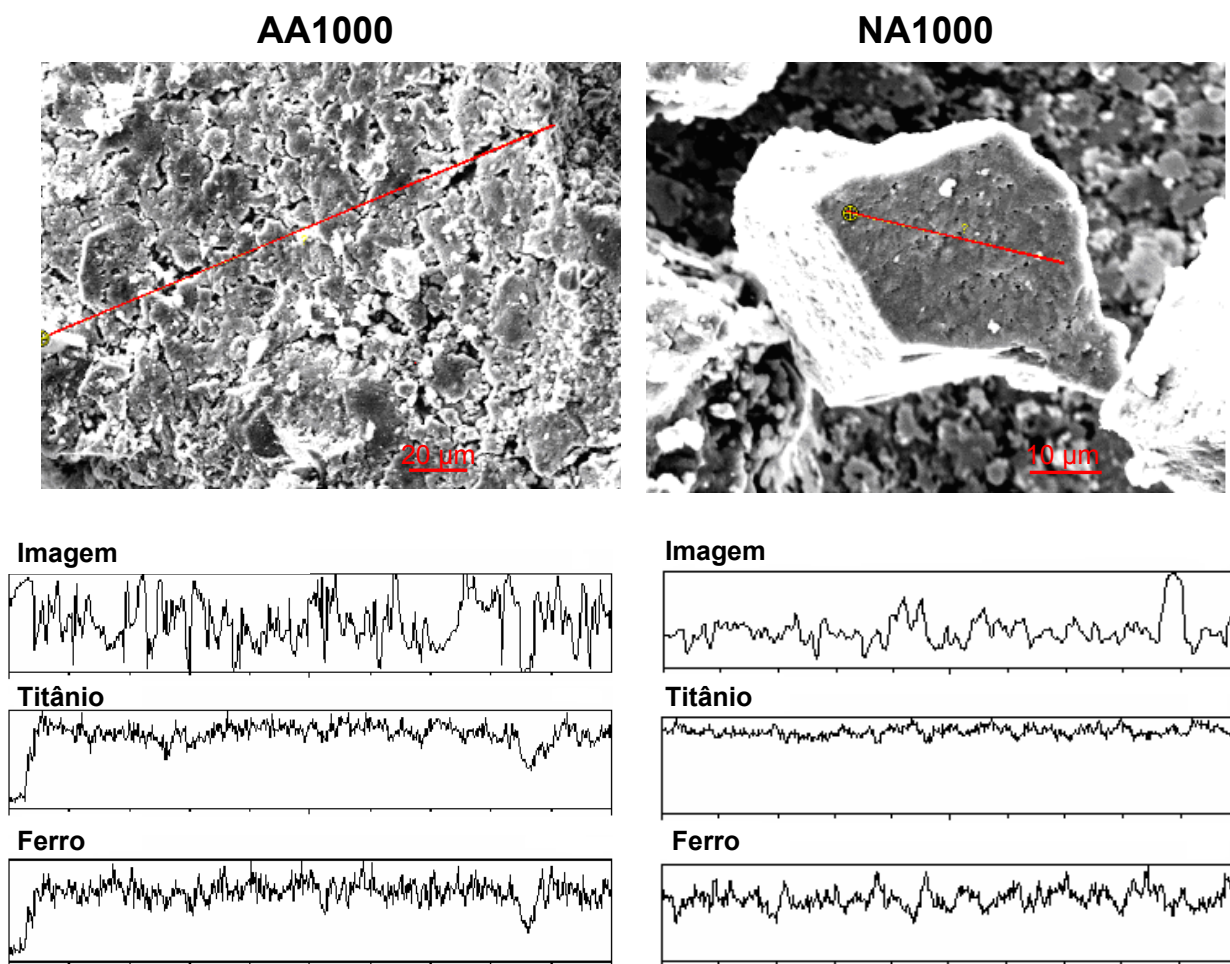 AA1000
NA1000
20 µm
10 µm
Imagem
Imagem
Titânio
Titânio
Ferro
Ferro